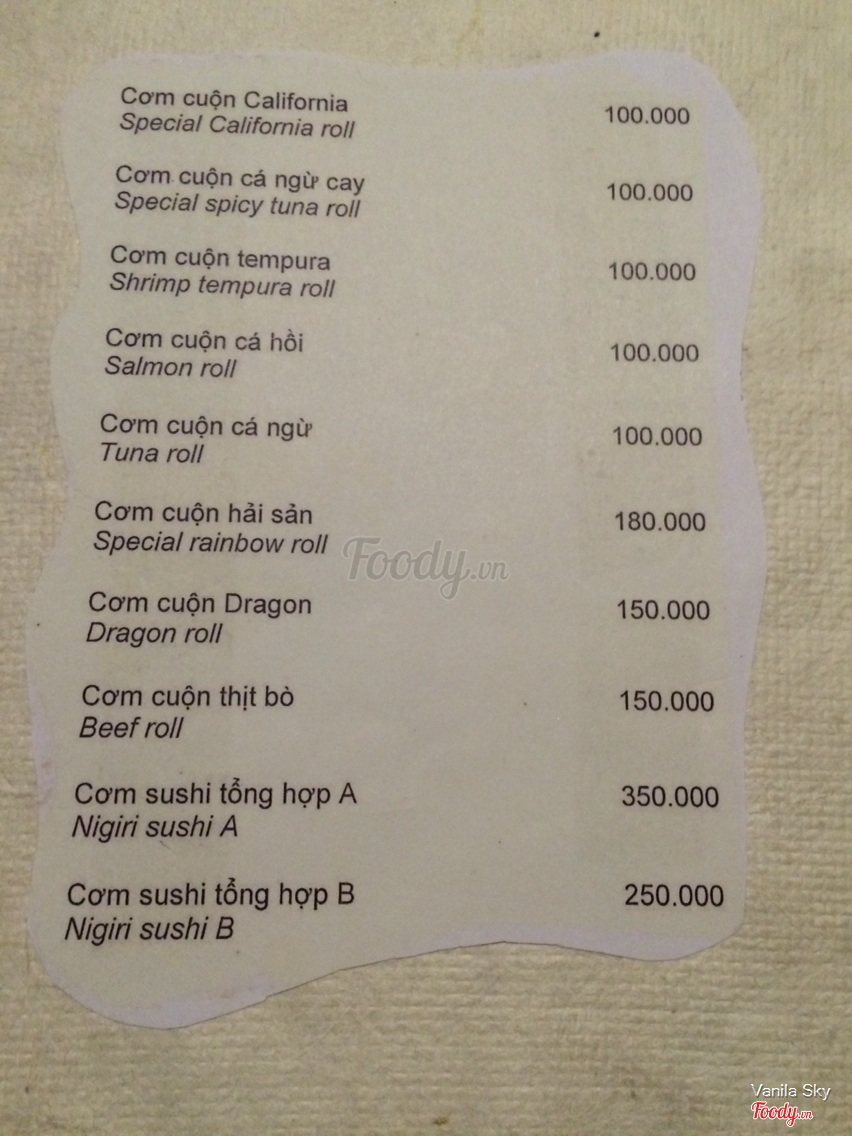 Cơm cuộn California
Special California roll
100.000
Cơm cuộn cá ngừ cay
Special spicy tuna roll
100.000
Cơm cuộn tempura
Shrimp tempura roll
100.000
Cơm cuộn cá hồi
Salmon roll
100.000
Cơm cuộn cá ngừ
Tuna roll
100.000
Cơm cuộn hải sản
Special rainbow roll
180.000
Foody.vn
Cơm cuộn Dragon
Dragon roll
150.000
Cơm cuộn thịt bò
Beef roll
150.000
Cơm sushi tổng hợp A
Nigiri sushi A
350.000
Cơm sushi tổng hợp B
Nigiri sushi B
250.000
Vanila Sky
Foody.vn